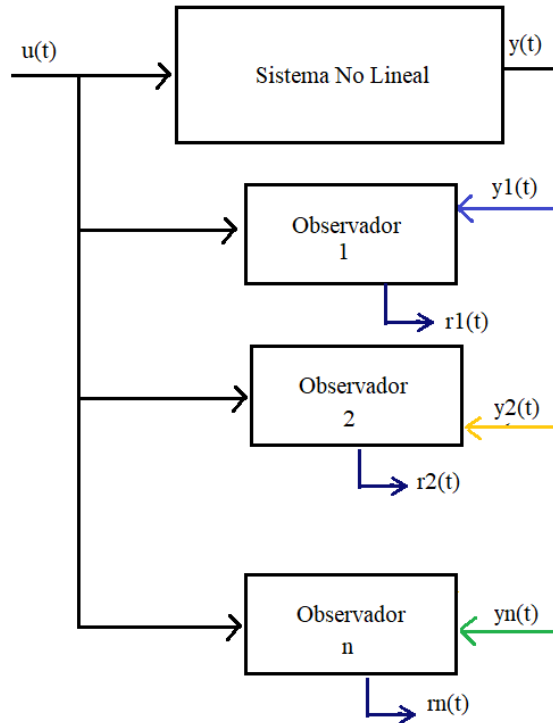 u(t)
Sistema No Lineal
y(t)
Observador
1
y1(t)
r1(t)
Observador
2
y2(t)
r2(t)
Observador
n
yn(t)
rn(t)